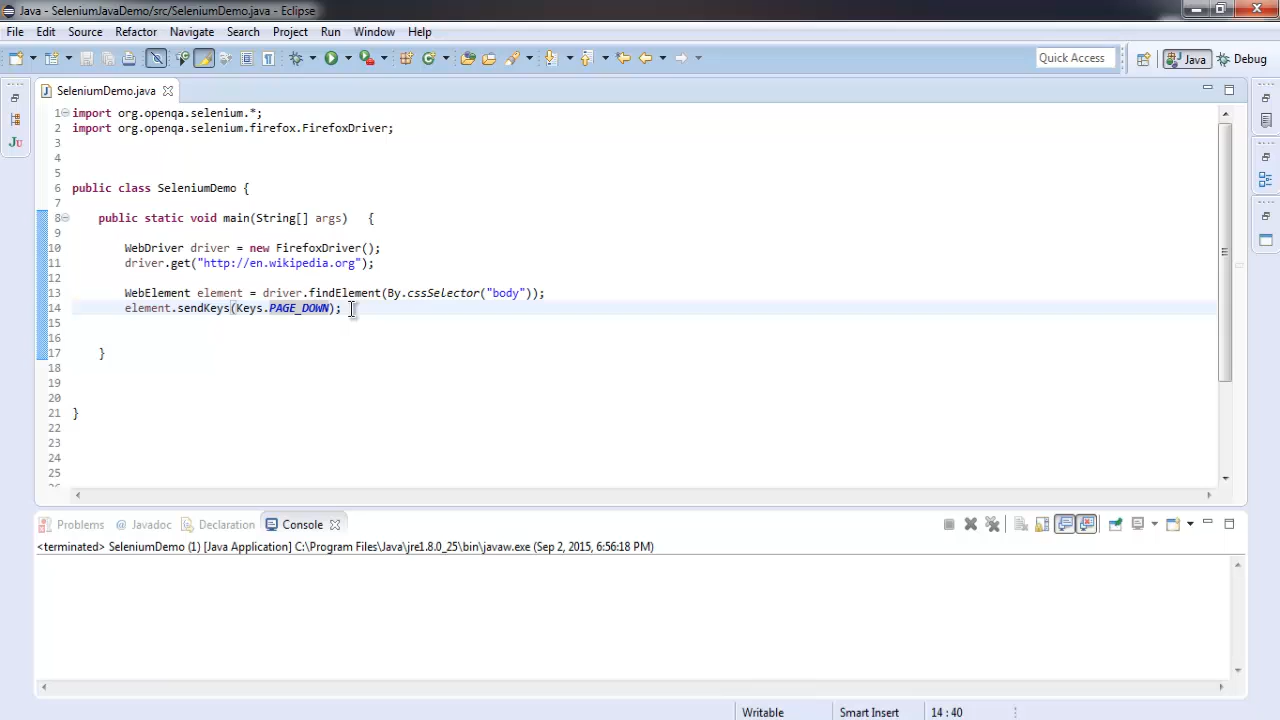 Java - SeleniumJavaDemo/src/SeleniumDemo.java - Eclipse
File Edit Source Refactor Navigate Search Project Run Window Help
Quick Access Java Debug
SeleniumDemo.java
1 import org.openqa.selenium.*;
2 import org.openqa.selenium.firefox.FirefoxDriver;
3
4
5
6 public class SeleniumDemo {
7
8 public static void main(String[] args) {
9
10 WebDriver driver = new FirefoxDriver();
11 driver.get("http://en.wikipedia.org");
12
13 WebElement element = driver.findElement(By.cssSelector("body"));
14 element.sendKeys(Keys.PAGE_DOWN);
15
16
17 }
18
19
20
21 }
22
23
24
25
Problems Javadoc Declaration Console
<terminated> SeleniumDemo (1) [Java Application] C:\Program Files\Java\jre1.8.0_25\bin\javaw.exe (Sep 2, 2015, 6:56:18 PM)
Writable Smart Insert 14 : 40